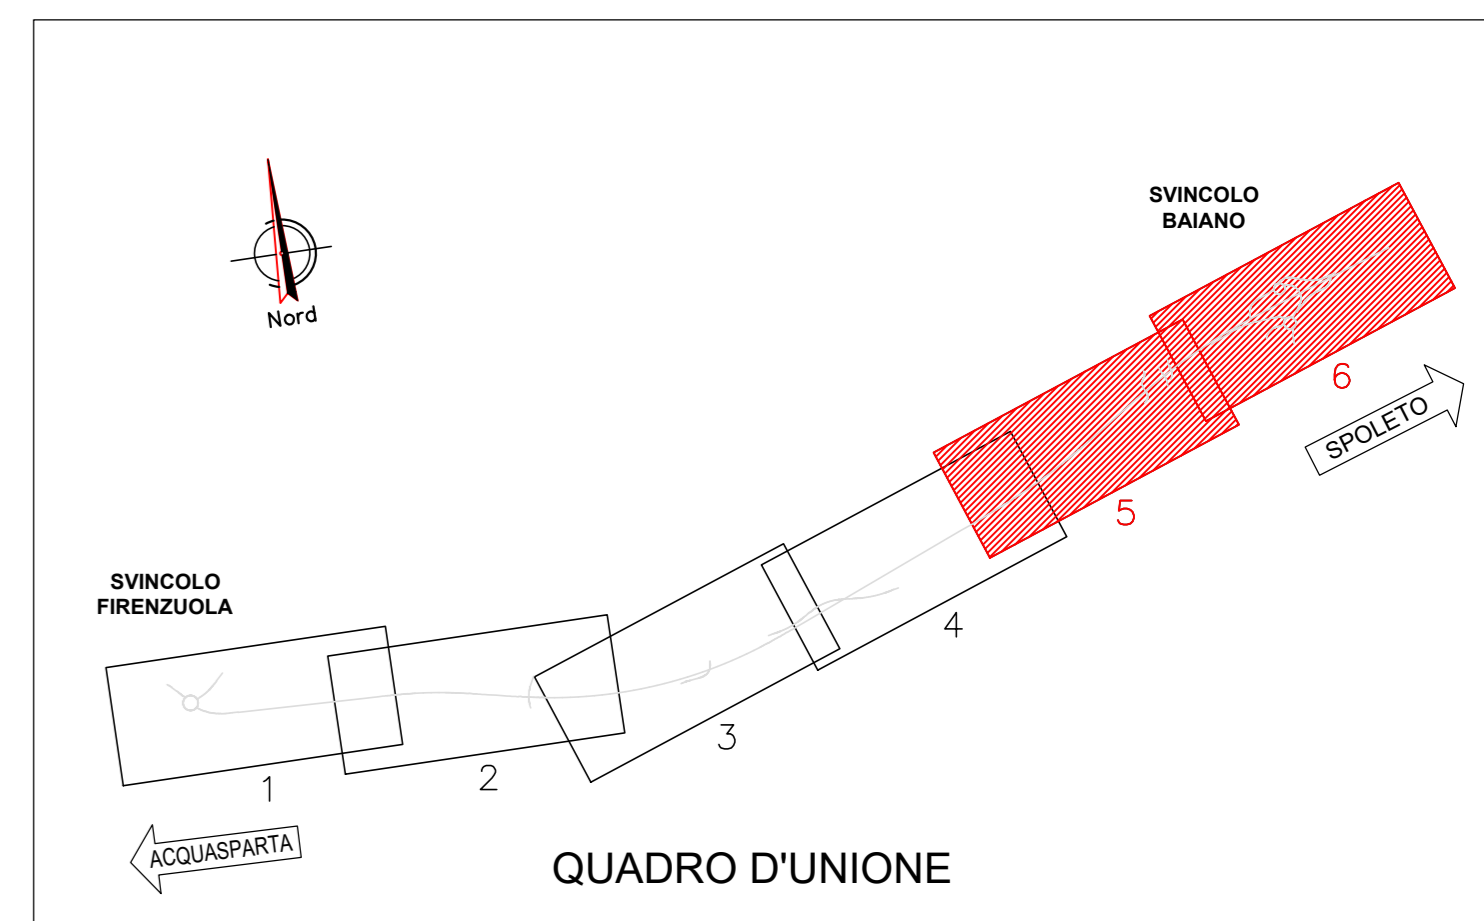 SVINCOLO
BAIANO
Nord
6
SPOLETO
5
SVINCOLO
FIRENZUOLA
4
3
2
1
ACQUASPARTA
QUADRO D'UNIONE